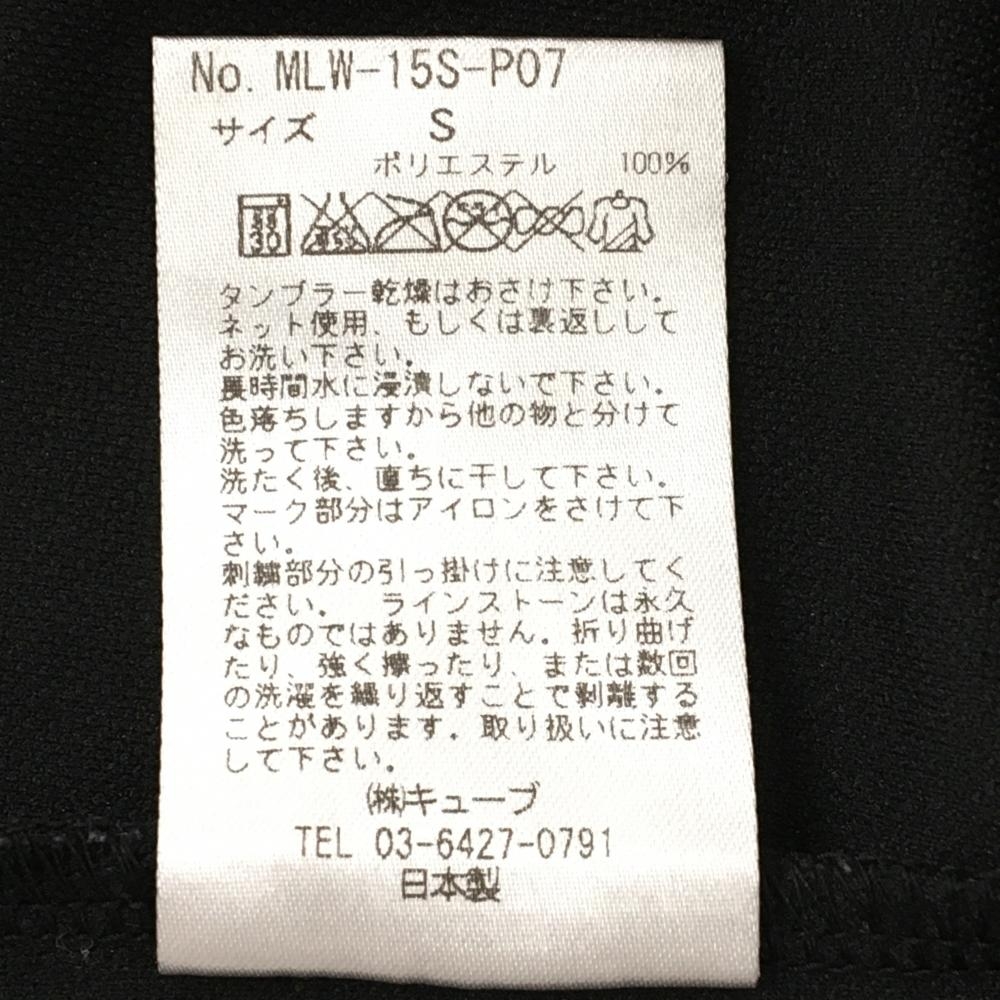 No. MLW-15S-P07
サイズ S
ポリエステル 100%
30
タンブラー乾燥はおさけ下さい。
ネット使用、もしくは裏返しして
お洗い下さい。
長時間水に浸漬しないで下さい。
色落ちしますから他の物と分けて
洗って下さい。
洗たく後、直ちに干して下さい。
マーク部分はアイロンをさけて下
さい。
刺繍部分の引っ掛けに注意してく
ださい。 ラインストーンは永久
なものではありません。折り曲げ
たり、強く擦ったり、または数回
の洗濯を繰り返すことで剥離する
ことがあります。取り扱いに注意
して下さい。
㈱キューブ
TEL 03-6427-0791
日本製